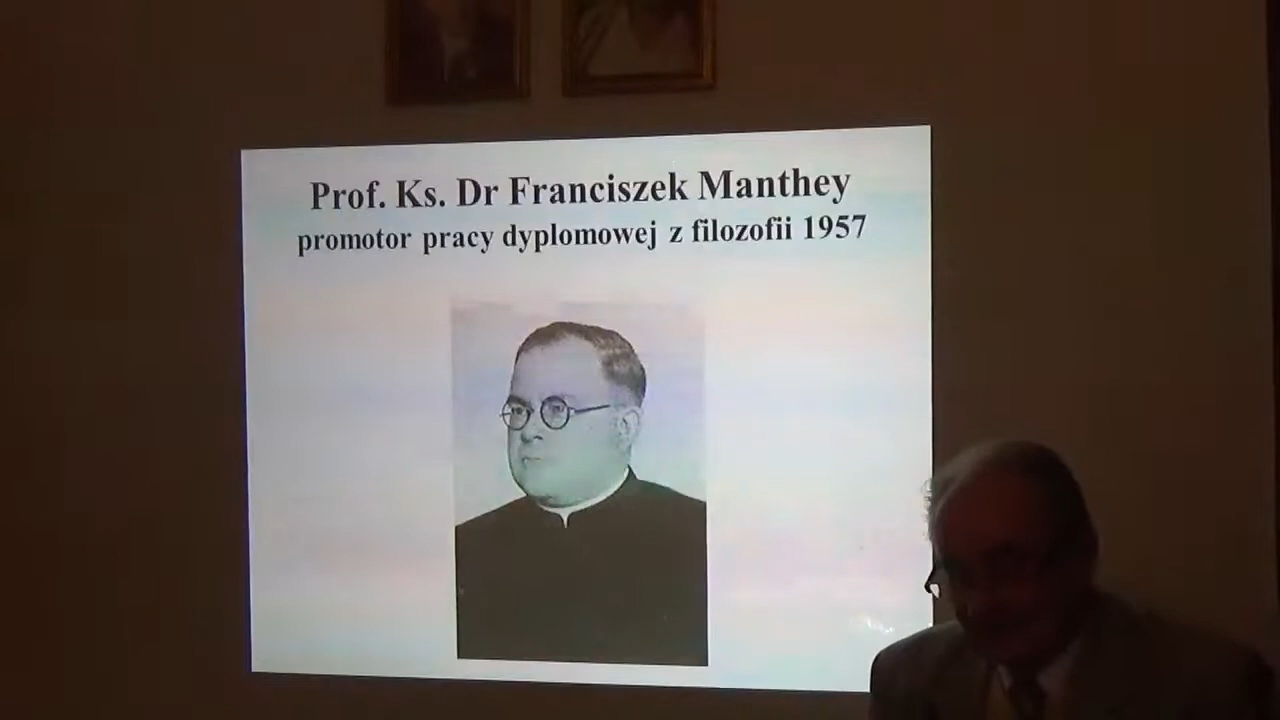 Prof. Ks. Dr Franciszek Manthey
promotor pracy dyplomowej z filozofii 1957